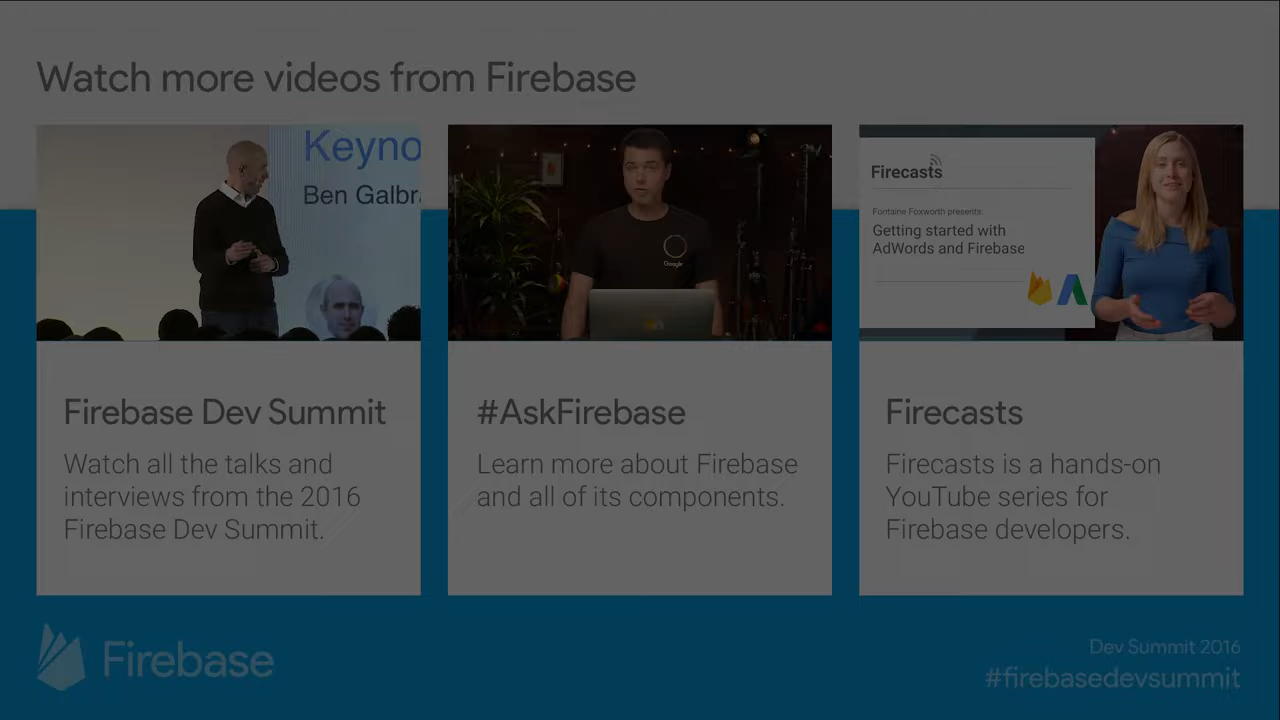 Watch more videos from Firebase
Keyno
Ben Galbra
Google
Firecasts
Fontaine Foxworth presents:
Getting started with
AdWords and Firebase
Firebase Dev Summit
Watch all the talks and
interviews from the 2016
Firebase Dev Summit.
#AskFirebase
Learn more about Firebase
and all of its components.
Firecasts
Firecasts is a hands-on
YouTube series for
Firebase developers.
Firebase
Dev Summit 2016
#firebasedevsummit